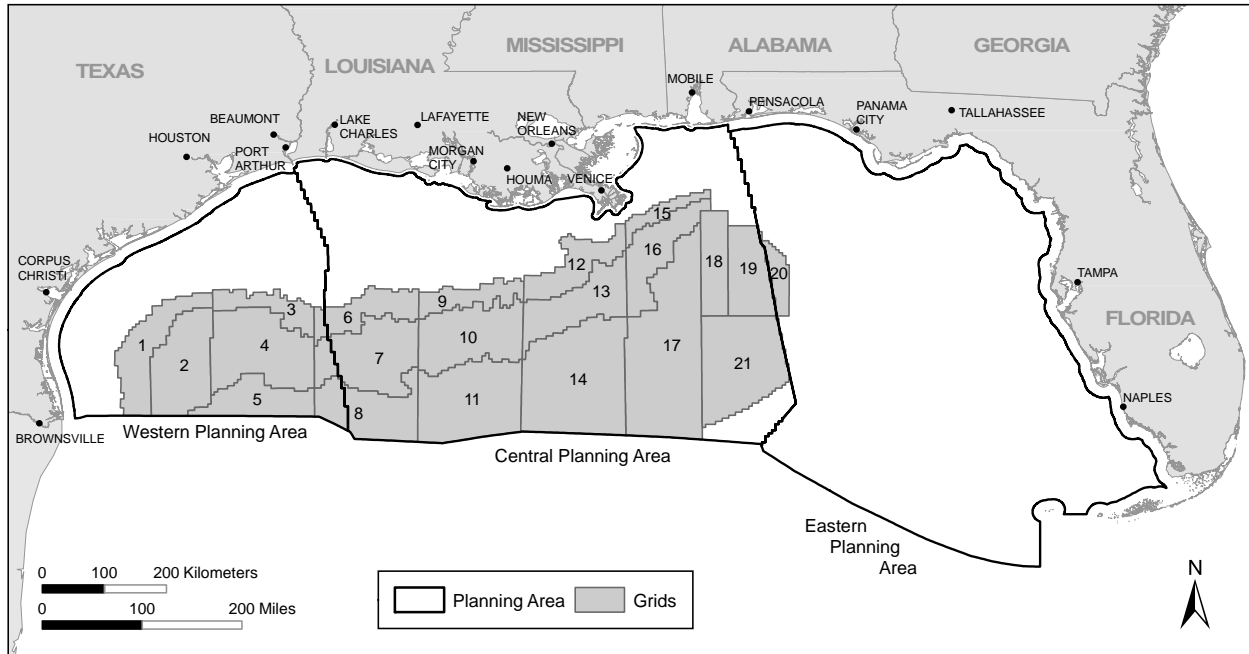 MISSISSIPPI
ALABAMA
GEORGIA
TEXAS
LOUISIANA
MOBILE
PENSACOLA
PANAMA
CITY
TALLAHASSEE
BEAUMONT
LAKE
CHARLES
LAFAYETTE
NEW
ORLEANS
HOUSTON
PORT
ARTHUR
MORGAN
CITY
HOUMA
VENICE
CORPUS
CHRISTI
TAMPA
FLORIDA
NAPLES
BROWNSVILLE
1
2
3
4
5
6
7
8
9
10
11
12
13
14
15
16
17
18
19
20
21
Western Planning Area
Central Planning Area
Eastern
Planning
Area
0 100 200 Kilometers
0 100 200 Miles
Planning Area
Grids
N